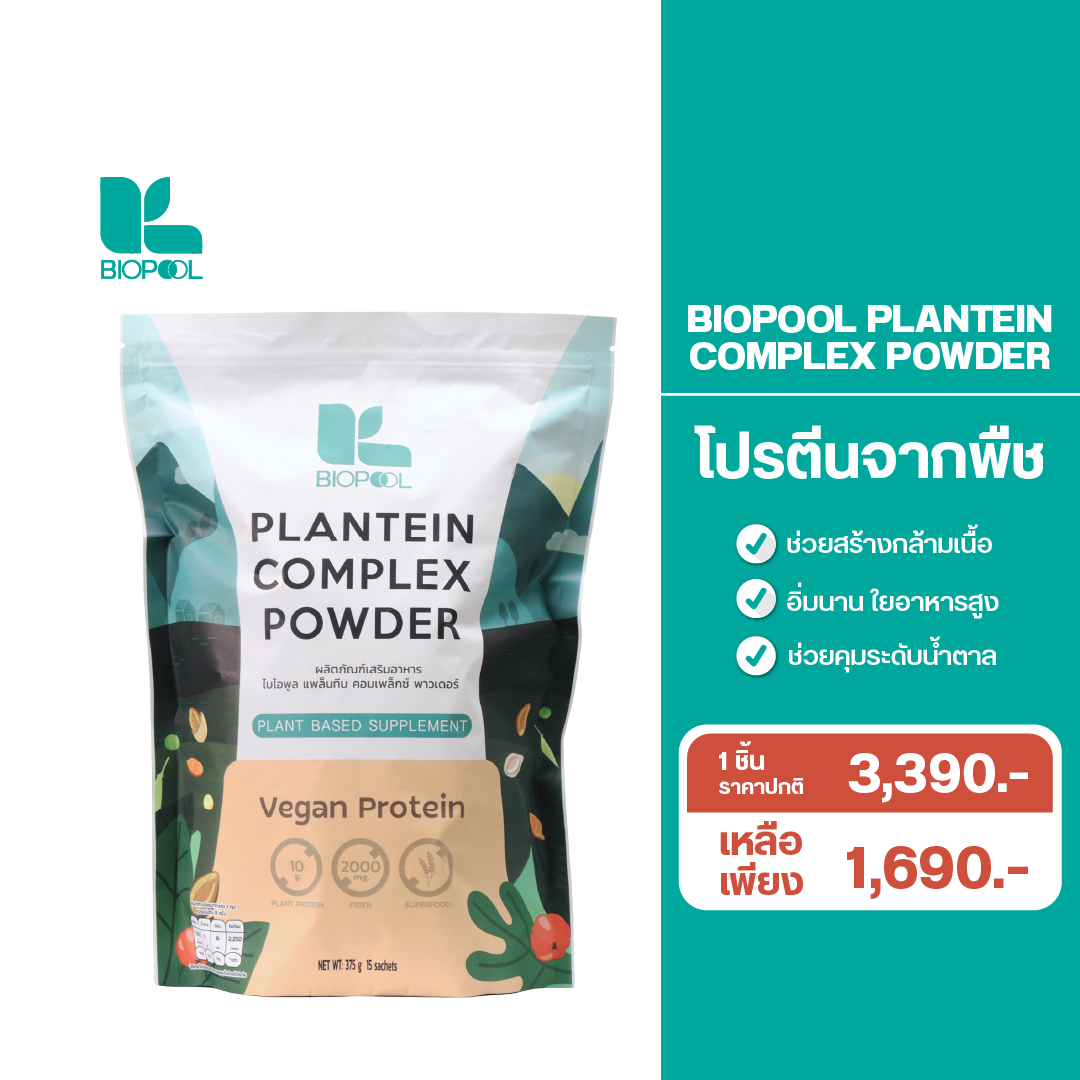 BIOPOOL
BIOPOOL
PLANTEIN
COMPLEX
POWDER
ผลิตภัณฑ์เสริมอาหาร
ไบโอพูล แพล็นทีน คอมเพล็กซ์ พาวเดอร์
PLANT BASED SUPPLEMENT
Vegan Protein
10 g.
2000 mg.
PLANT PROTEIN
FIBER
SUPERFOOD
NET WT: 375 g 15 sachets
BIOPOOL PLANTEIN
COMPLEX POWDER
โปรตีนจากพืช
ช่วยสร้างกล้ามเนื้อ
อิ่มนาน ใยอาหารสูง
ช่วยคุมระดับน้ำตาล
1 ชิ้น
ราคาปกติ
3,390.-
เหลือ
เพียง
1,690.-